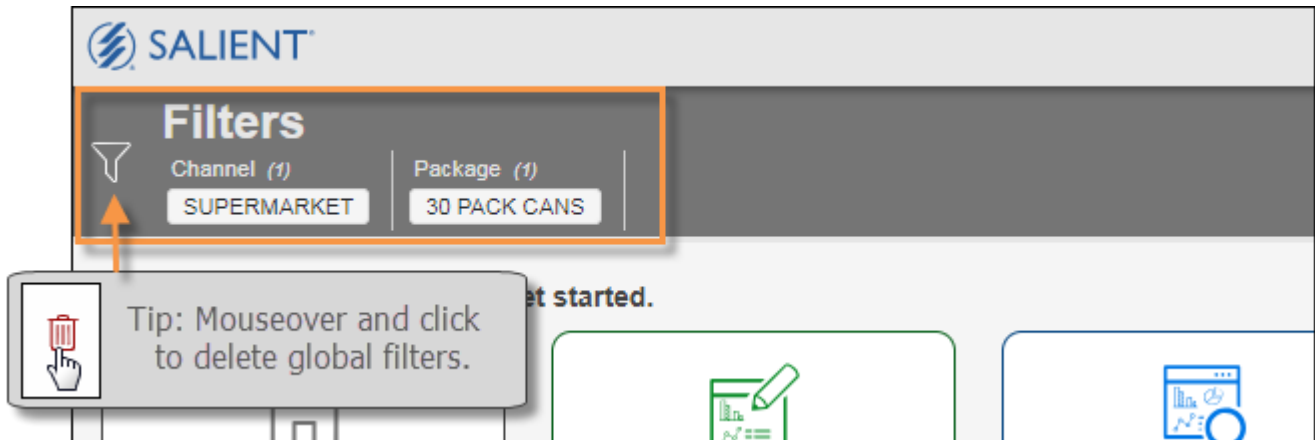 SALIENT
Filters
Channel (1)
Package (1)
SUPERMARKET
30 PACK CANS
et started.
Tip: Mouseover and click
to delete global filters.